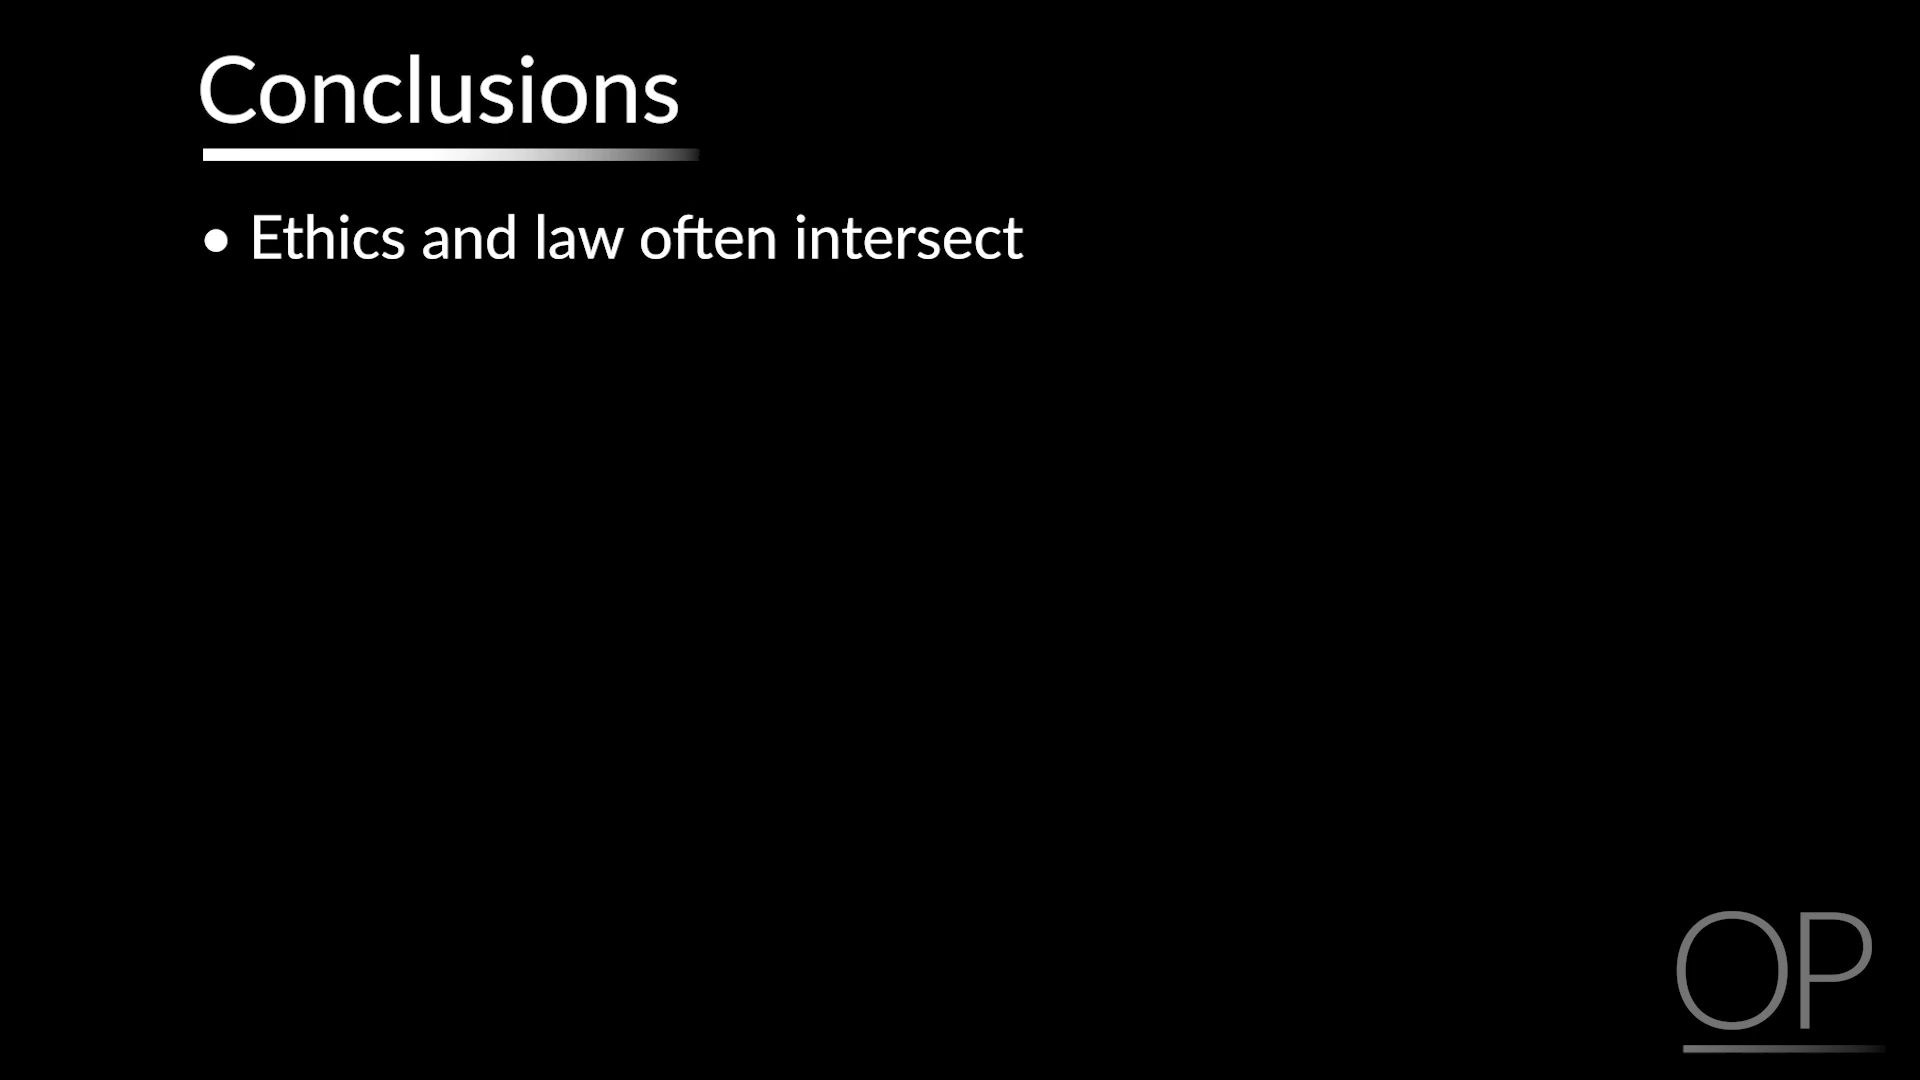 Conclusions
• Ethics and law often intersect
OP